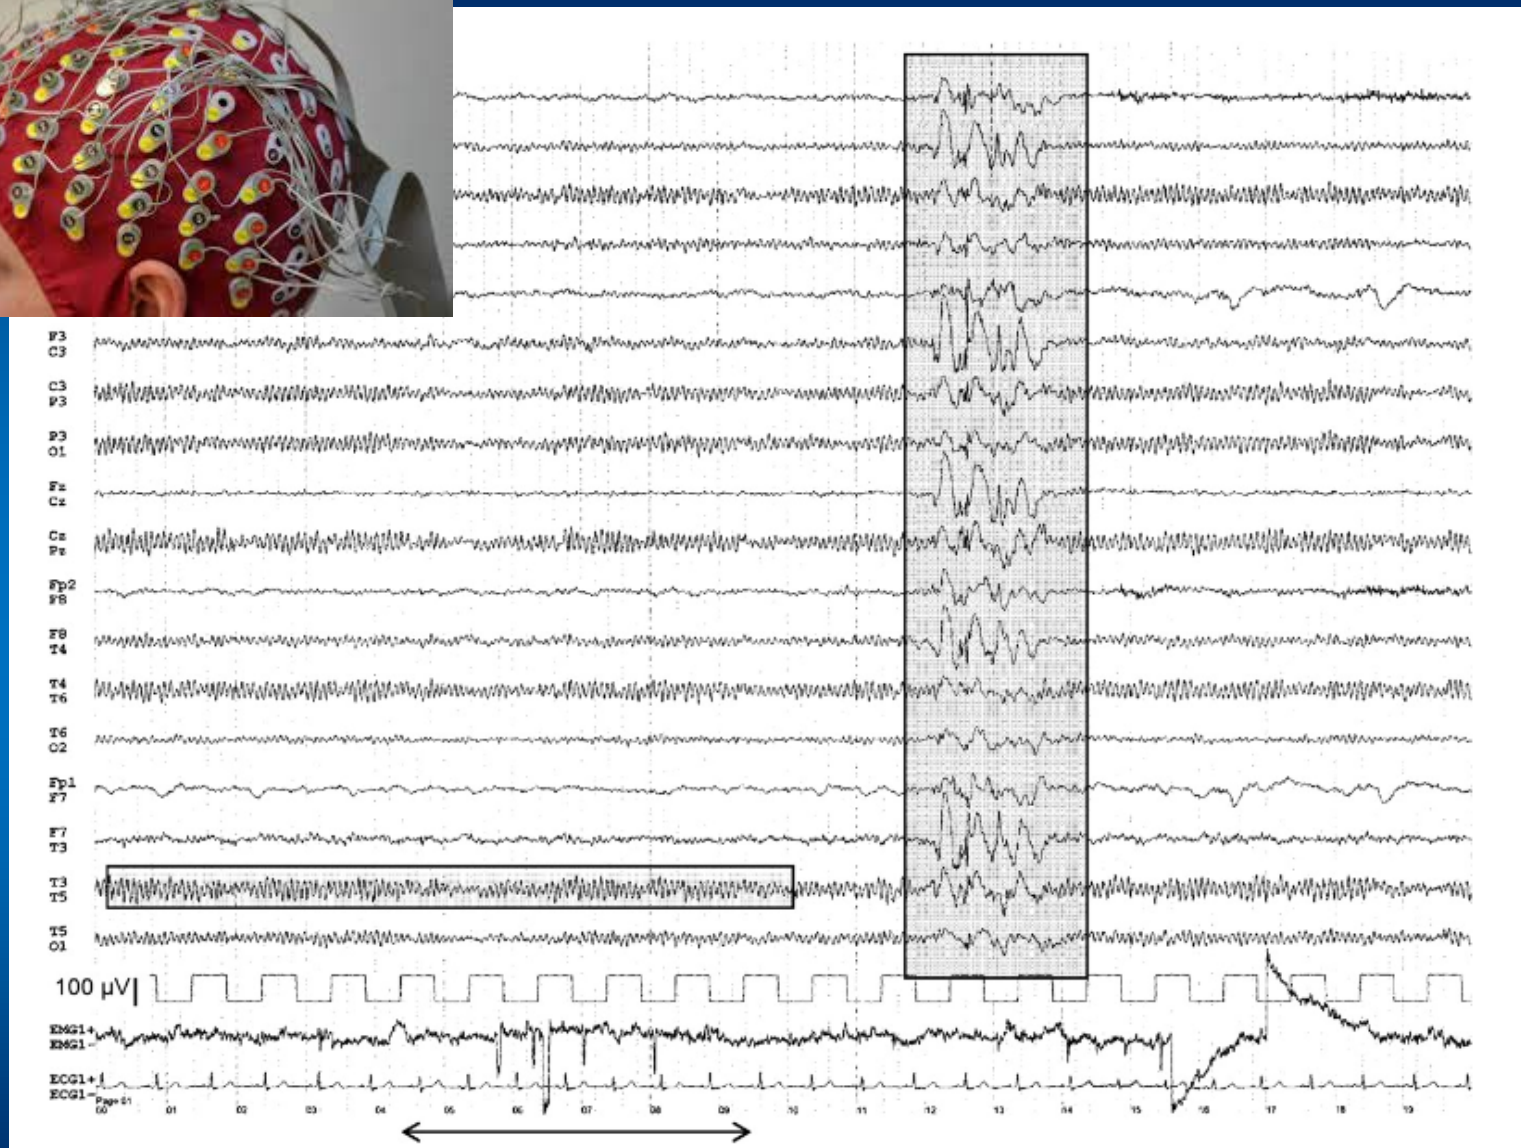 F3
C3
C3
P3
P3
O1
Fz
Cz
Cz
Pz
Fp2
F8
F8
T4
T4
T6
T6
O2
Fp1
F7
F7
T3
T3
T5
T5
O1
100 μV
EMG1+
EMG1-
ECG1+
ECG1-
Page 01
00 01 02 03 04 05 06 07 08 09 10 11 12 13 14 15 16 17 18 19